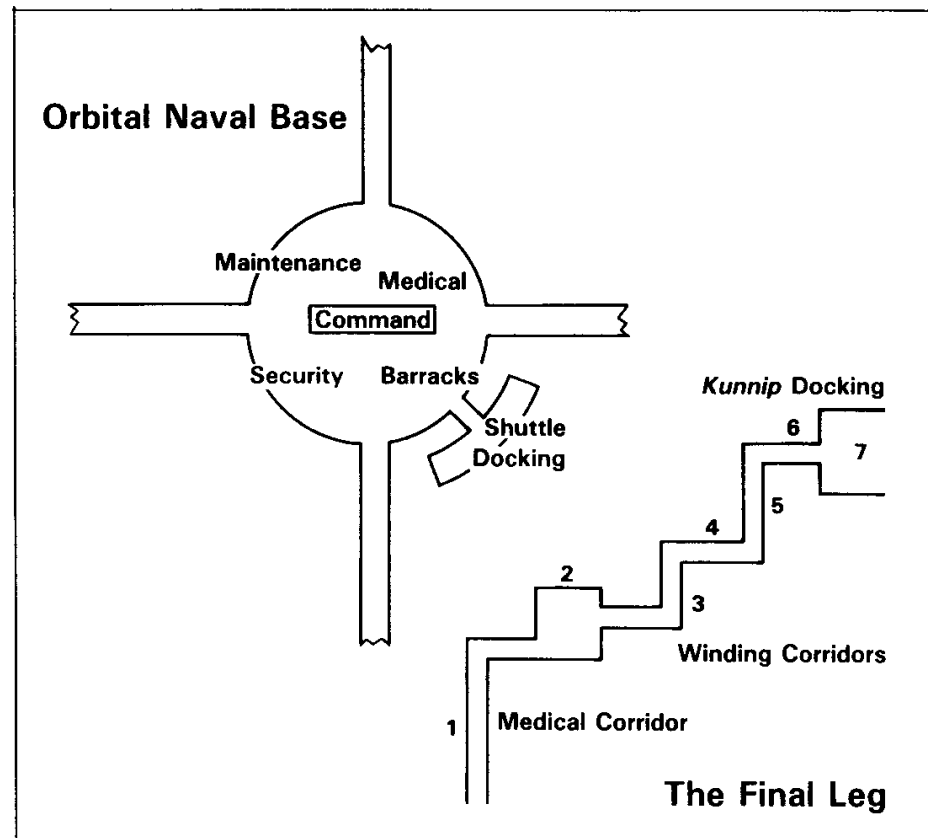 Orbital Naval Base
Maintenance
Medical
Command
Security
Barracks
Shuttle
Docking
Kunnip Docking
6
7
5
4
2
3
Winding Corridors
1
Medical Corridor
The Final Leg